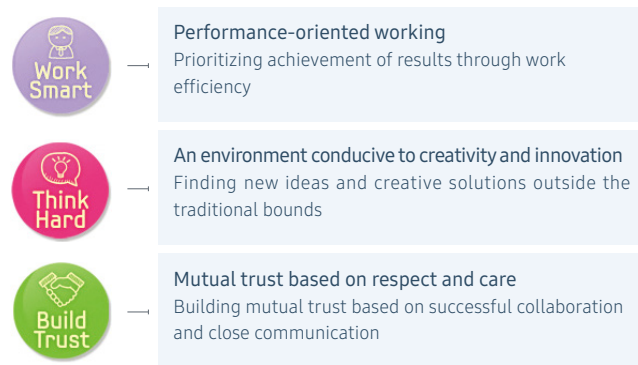 Work
Smart
Performance-oriented working
Prioritizing achievement of results through work
efficiency
Think
Hard
An environment conducive to creativity and innovation
Finding new ideas and creative solutions outside the
traditional bounds
Build
Trust
Mutual trust based on respect and care
Building mutual trust based on successful collaboration
and close communication